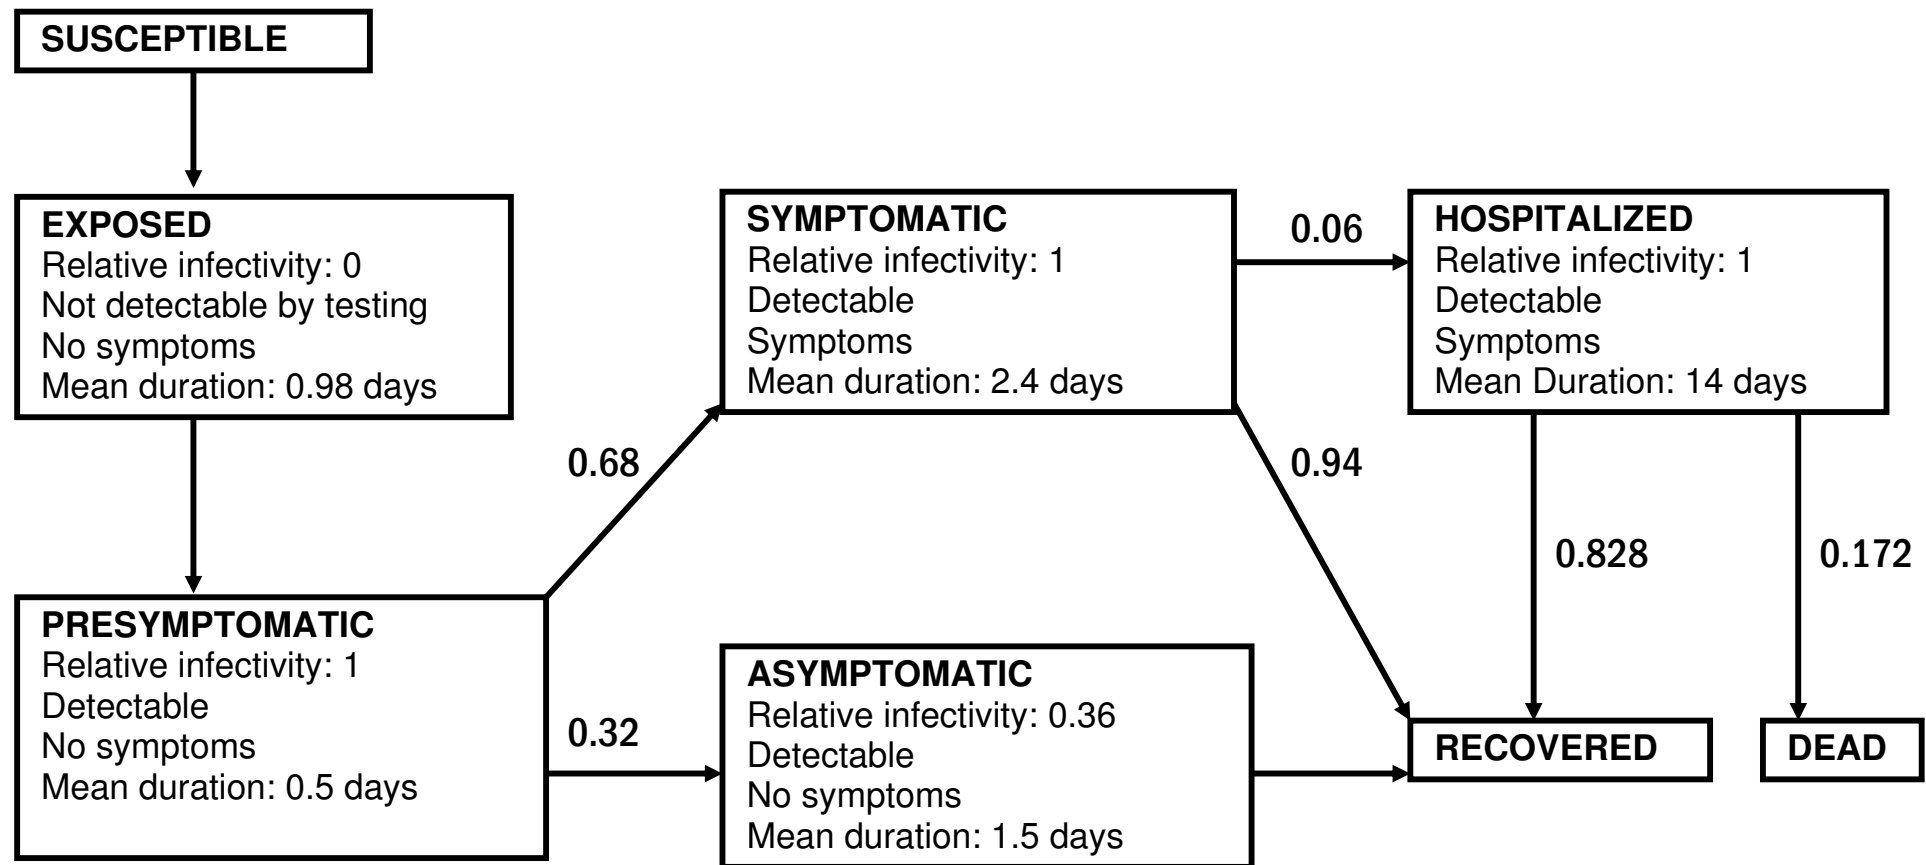 SUSCEPTIBLE
EXPOSED
Relative infectivity: 0
Not detectable by testing
No symptoms
Mean duration: 0.98 days
PRESYMPTOMATIC
Relative infectivity: 1
Detectable
No symptoms
Mean duration: 0.5 days
0.68
0.32
SYMPTOMATIC
Relative infectivity: 1
Detectable
Symptoms
Mean duration: 2.4 days
ASYMPTOMATIC
Relative infectivity: 0.36
Detectable
No symptoms
Mean duration: 1.5 days
0.06
0.94
HOSPITALIZED
Relative infectivity: 1
Detectable
Symptoms
Mean Duration: 14 days
0.828
0.172
RECOVERED
DEAD